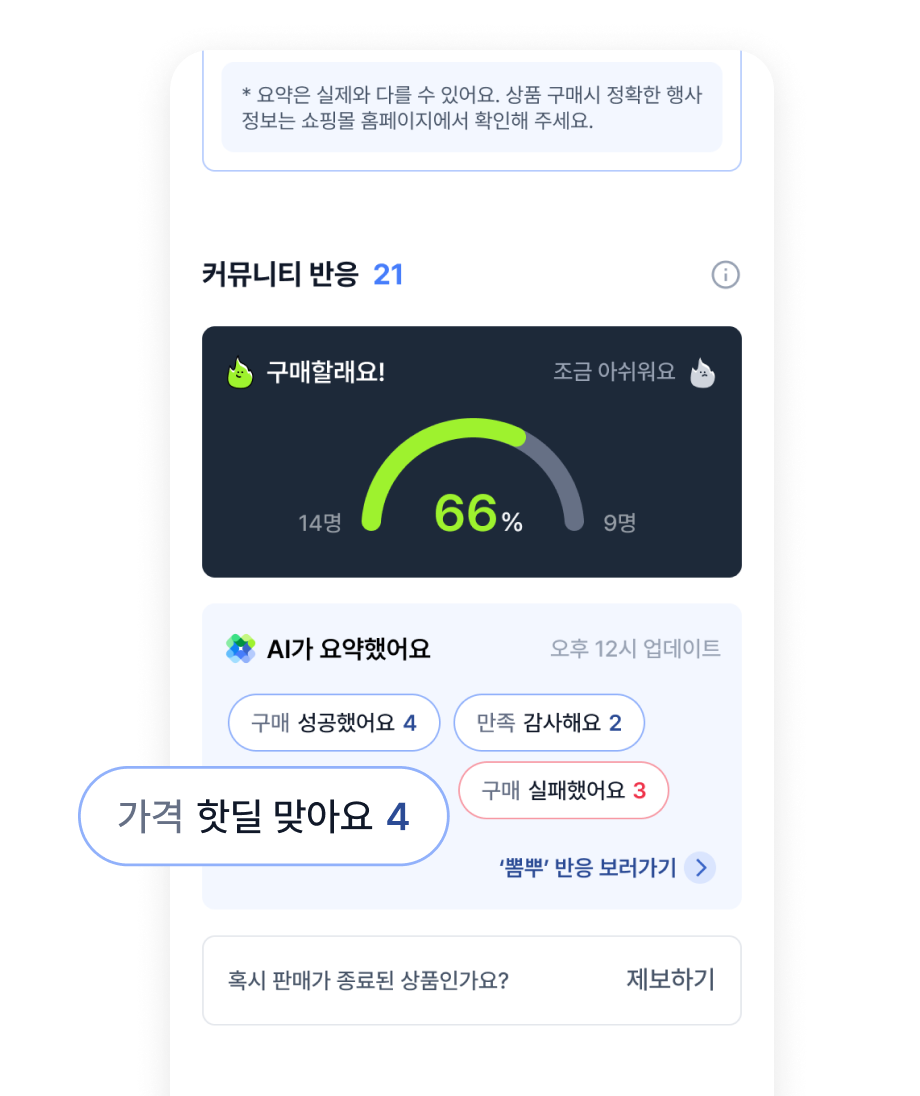 * 요약은 실제와 다를 수 있어요. 상품 구매시 정확한 행사
정보는 쇼핑몰 홈페이지에서 확인해 주세요.
커뮤니티 반응 21
구매할래요!
조금 아쉬워요
14명
66%
9명
AI가 요약했어요
오후 12시 업데이트
구매 성공했어요 4
만족 감사해요 2
가격 핫딜 맞아요 4
구매 실패했어요 3
‘뽐뿌’ 반응 보러가기
혹시 판매가 종료된 상품인가요?
제보하기